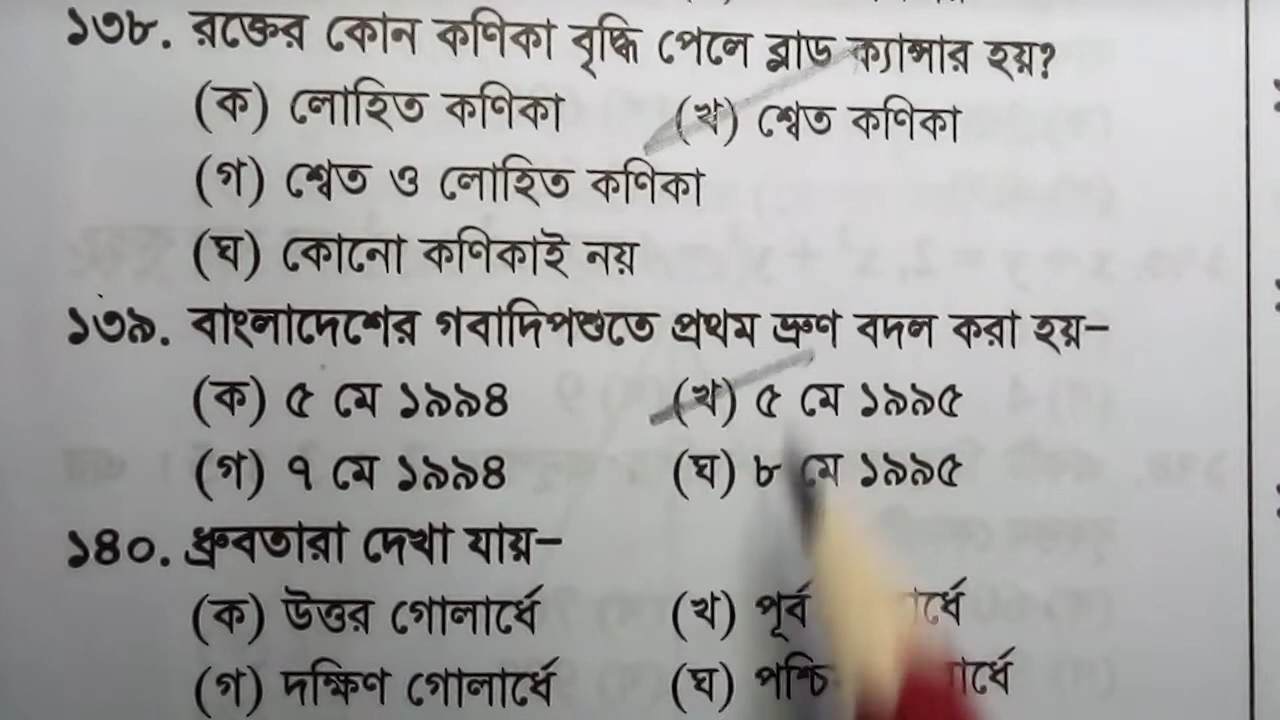 ১৩৮. রক্তের কোন কণিকা বৃদ্ধি পেলে ব্লাড ক্যান্সার হয়?
(ক) লোহিত কণিকা (খ) শ্বেত কণিকা
(গ) শ্বেত ও লোহিত কণিকা
(ঘ) কোনো কণিকাই নয়
১৩৯. বাংলাদেশের গবাদিপশুতে প্রথম ভ্রুণ বদল করা হয়–
(ক) ৫ মে ১৯৯৪ (খ) ৫ মে ১৯৯৫
(গ) ৭ মে ১৯৯৪ (ঘ) ৮ মে ১৯৯৫
১৪০. ধ্রুবতারা দেখা যায়–
(ক) উত্তর গোলার্ধে (খ) পূর্ব
(গ) দক্ষিণ গোলার্ধে (ঘ)